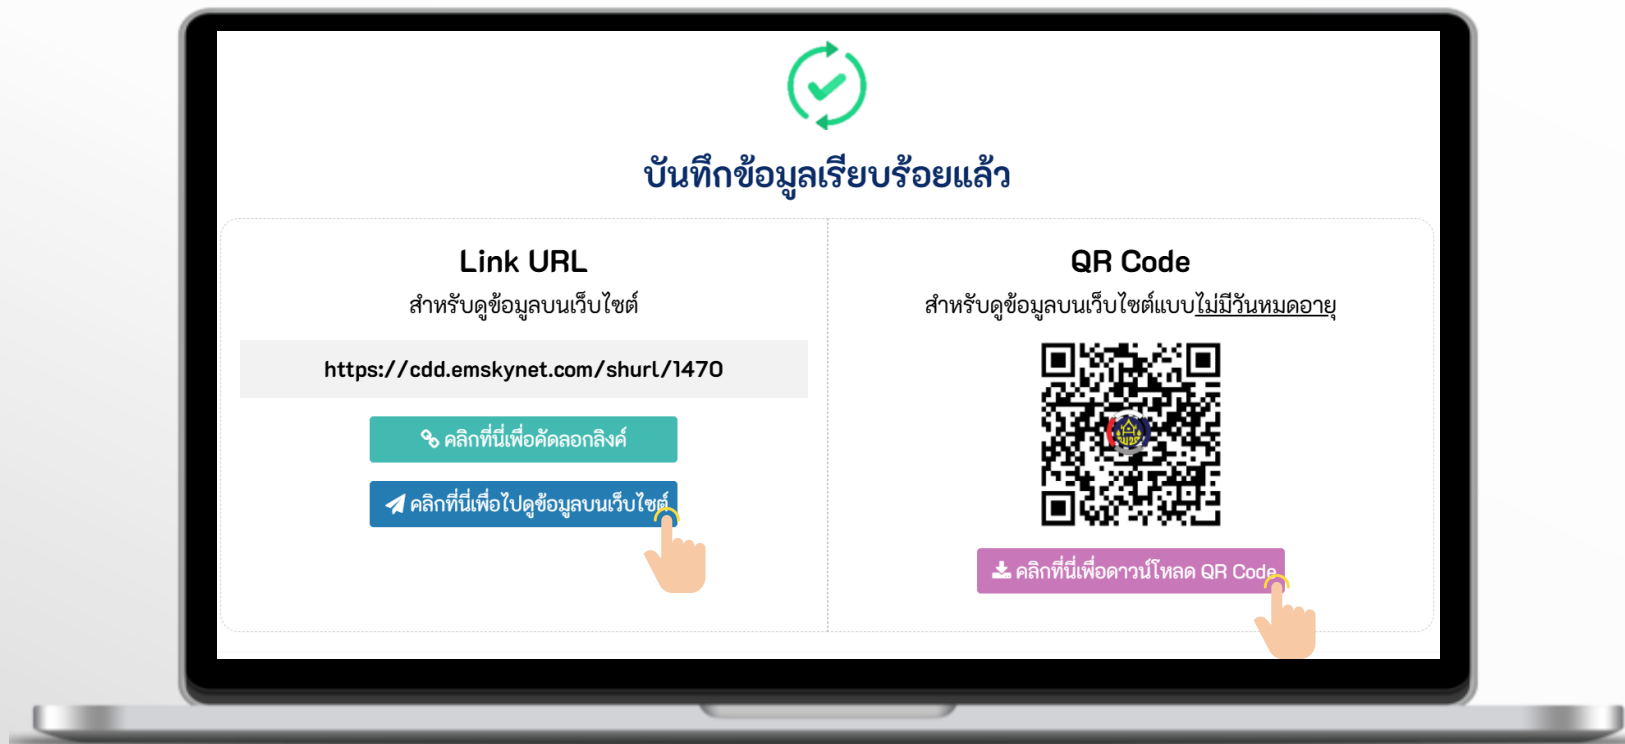 บันทึกข้อมูลเรียบร้อยแล้ว
Link URL
สำหรับดูข้อมูลบนเว็บไซต์
https://cdd.emskynet.com/shurl/1470
คลิกที่นี่เพื่อคัดลอกลิงค์
คลิกที่นี่เพื่อไปดูข้อมูลบนเว็บไซต์
QR Code
สำหรับดูข้อมูลบนเว็บไซต์แบบไม่มีวันหมดอายุ
คลิกที่นี่เพื่อดาวน์โหลด QR Code